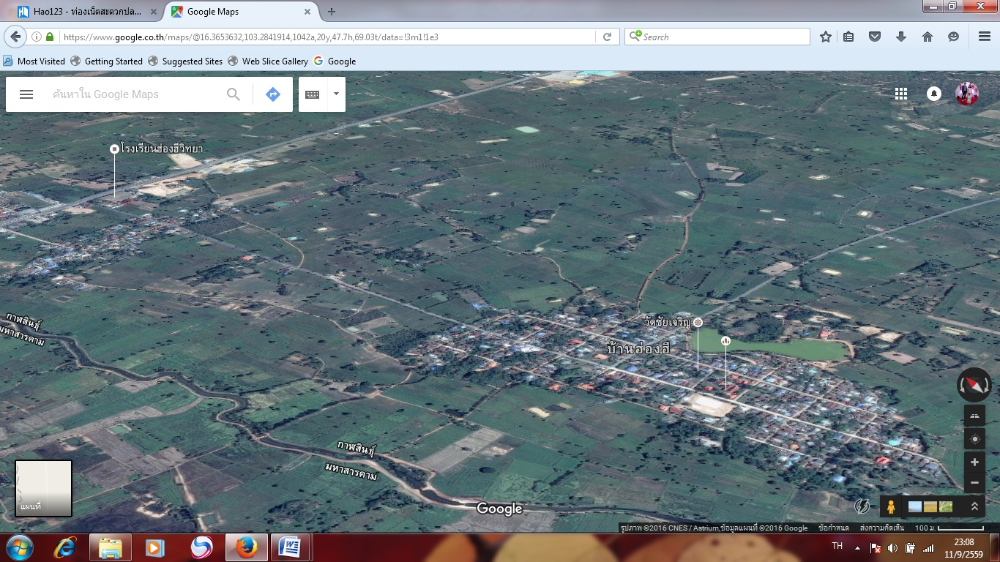 Hao123 - ท่องเน็ตสะดวกปล...
Google Maps
https://www.google.co.th/maps/@16.3653632,103.2841914,1042a,20y,47.7h,69.03t/data=!3m1!1e3
Search
Most Visited
Getting Started
Suggested Sites
Web Slice Gallery
Google
ค้นหาใน Google Maps
โรงเรียนฮ่องฮีวิทยา
กาฬสินธุ์
มหาสารคาม
วัดชัยเจริญ
บ้านฮ่องฮี
กาฬสินธุ์
มหาสารคาม
แผนที่
Google
รูปภาพ ©2016 CNES / Astrium,ข้อมูลแผนที่ ©2016 Google
ข้อกำหนด
ส่งความคิดเห็น
100 ม.
TH
23:08
11/9/2559